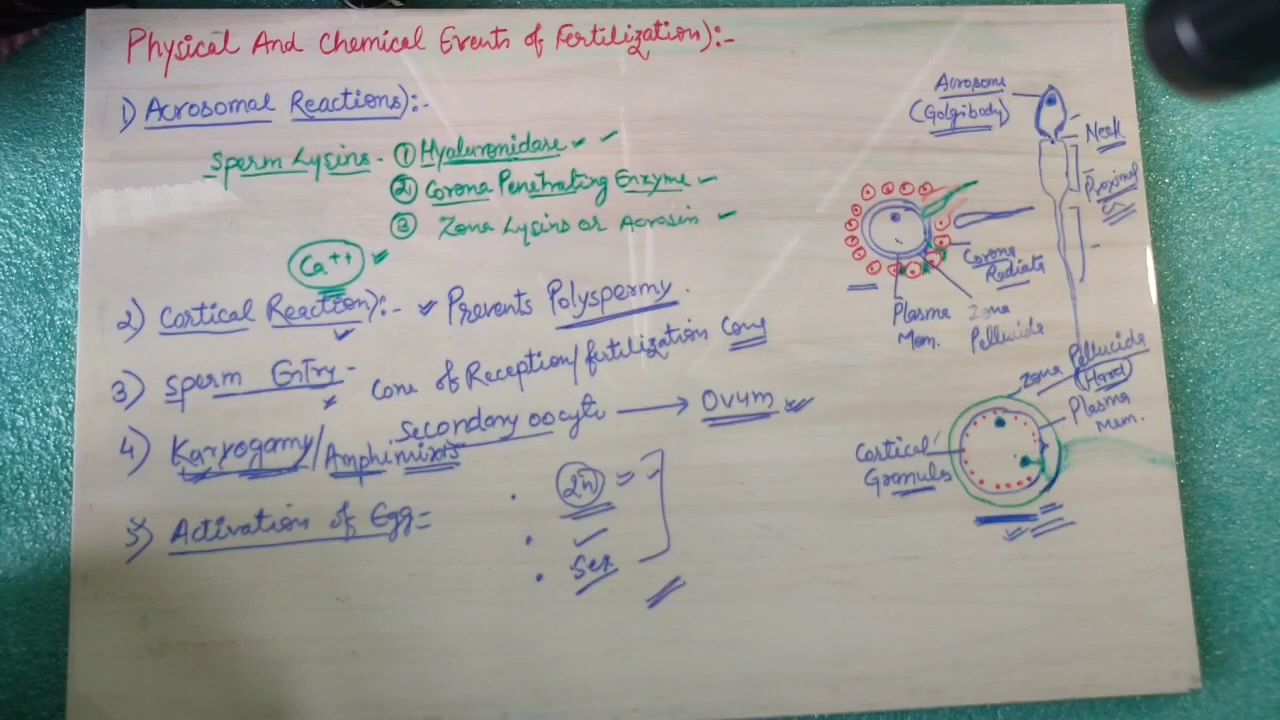 Physical And Chemical Events of Fertilization):-
1) Acrosomal Reactions):-
Sperm Lysins - ① Hyaluronidase
② Corona Penetrating Enzyme
③ Zona Lysins or Acrosin
Ca++
2) Cortical Reaction):- Prevents Polyspermy.
3) Sperm Entry - Cone of Reception/fertilization Cone
secondary oocyte → Ovum
4) Karyogamy/Amphimixis
2n
5) Activation of Egg=
Sex
Acrosome
(Golgibody)
Neck
Proximal
Corona
Radiata
Plasma
Mem.
Zona
Pellucida
Zona Pellucida
(Hard)
Plasma
Mem.
Cortical
Granules